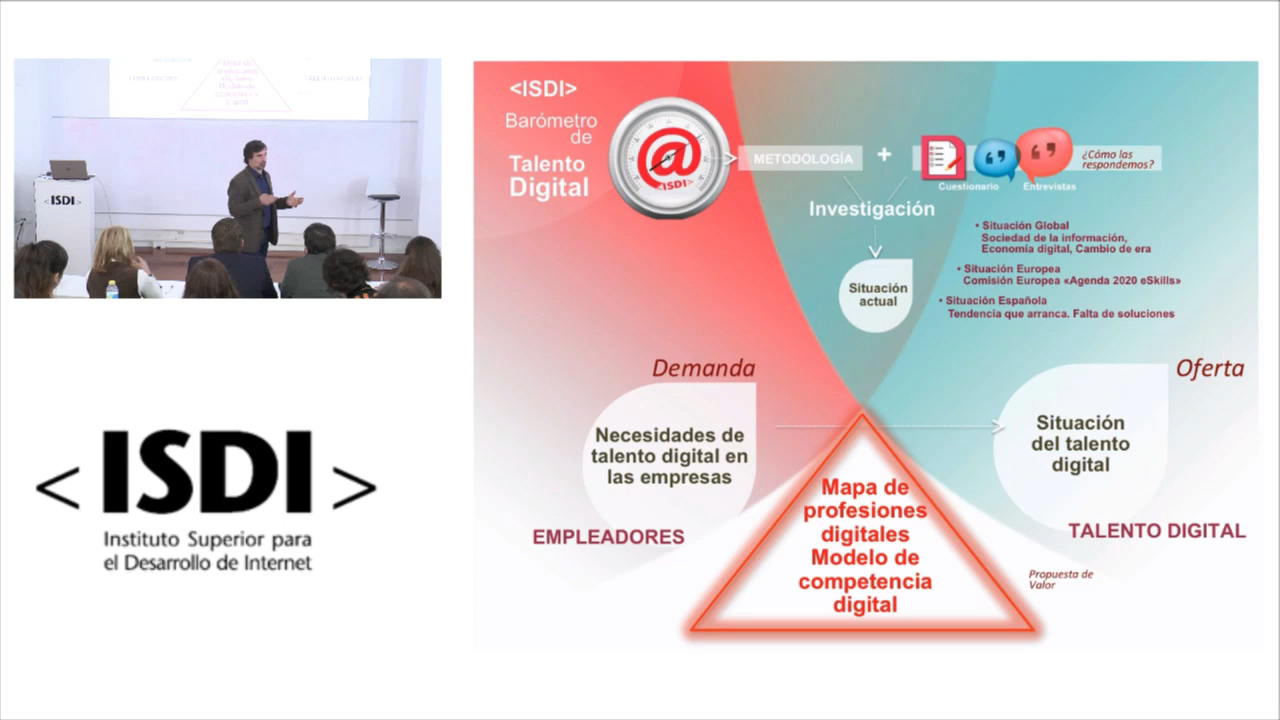 <ISDI>
< ISDI >
Instituto Superior para
el Desarrollo de Internet
<ISDI>
Barómetro
de
Talento
Digital
@
<ISDI>
METODOLOGÍA
+
Cuestionario
Entrevistas
¿Cómo las
respondemos?
Investigación
Situación
actual
• Situación Global
Sociedad de la información,
Economía digital, Cambio de era
• Situación Europea
Comisión Europea «Agenda 2020 eSkills»
• Situación Española
Tendencia que arranca. Falta de soluciones
Demanda
Necesidades de
talento digital en
las empresas
EMPLEADORES
Oferta
Situación
del talento
digital
TALENTO DIGITAL
Mapa de
profesiones
digitales
Modelo de
competencia
digital
Propuesta de
Valor